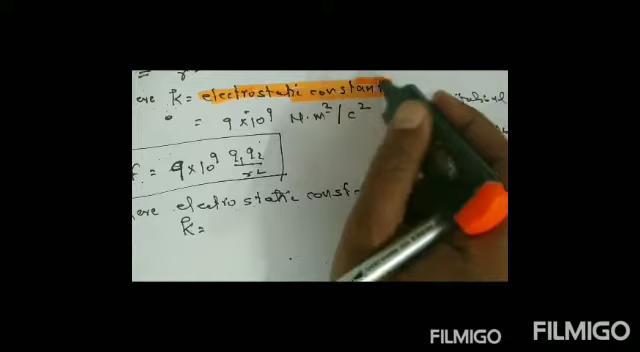 ere k = electrostatic constant
= 9×10⁹ N·m²/C²
F = 9×10⁹ q₁q₂/r²
ere electrostatic const-
k =
FILMIGO FILMIGO